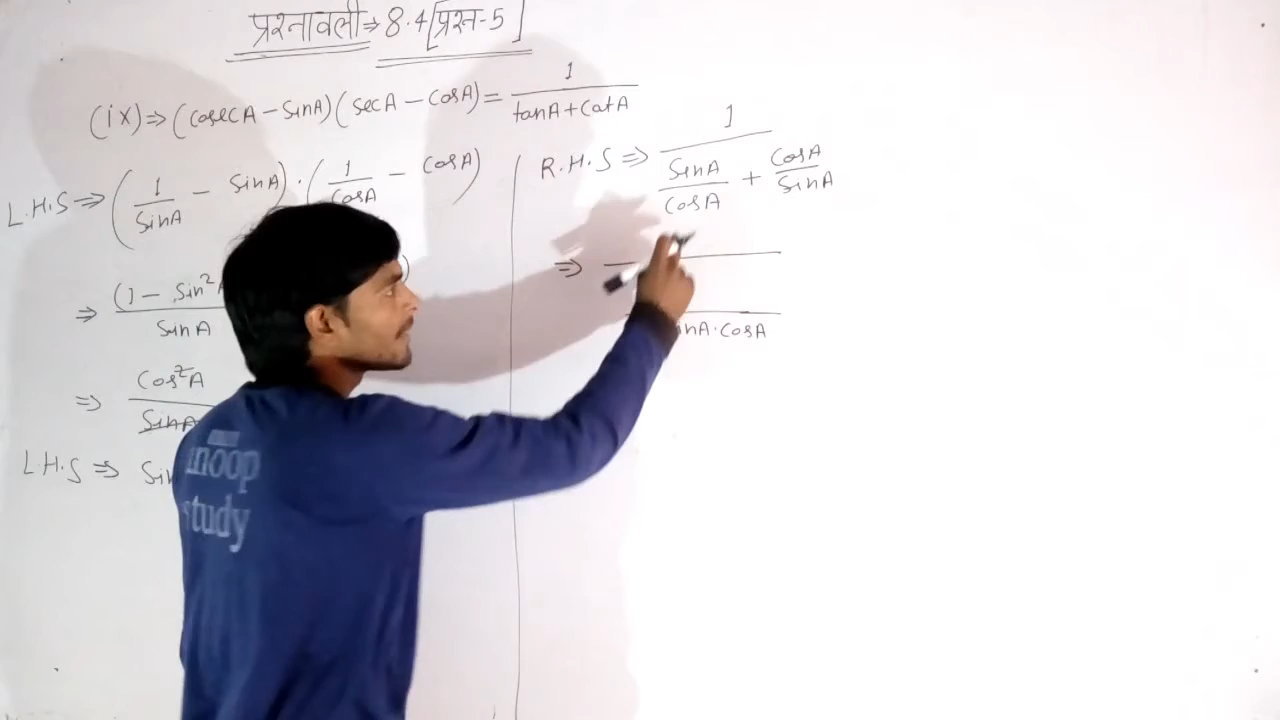 प्रश्नावली⇒ 8.4[प्रश्न-5]
(ix)⇒ (CosecA – SinA)(SecA – CosA) = 1/(tanA + CotA)
L.H.S ⇒ (1/SinA – SinA)·(1/CosA – CosA)
⇒ (1 – Sin²A / SinA
⇒ Cos²A / SinA
L.H.S ⇒ Sin
R.H.S ⇒ 1/(SinA/CosA + CosA/SinA)
⇒ inA·CosA
anoop
study